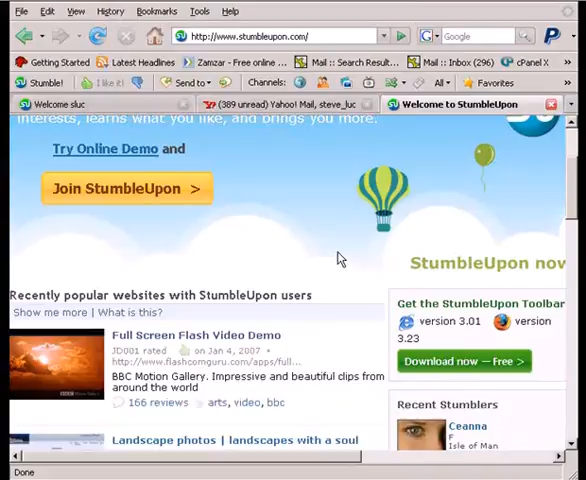 File Edit View History Bookmarks Tools Help
http://www.stumbleupon.com/
Google
Getting Started Latest Headlines Zamzar - Free online ... Mail :: Search Result... Mail :: Inbox (296) cPanel X
Stumble! I like it! Send to Channels: All Favorites
Welcome sluc (389 unread) Yahoo! Mail, steve_luc Welcome to StumbleUpon
interests, learns what you like, and brings you more.
Try Online Demo and
Join StumbleUpon >
StumbleUpon now
Recently popular websites with StumbleUpon users
Show me more | What is this?
Get the StumbleUpon Toolbar
version 3.01 version
3.23
Download now — Free >
Full Screen Flash Video Demo
JD001 rated on Jan 4, 2007 •
http://www.flashcomguru.com/apps/full...
BBC Motion Gallery. Impressive and beautiful clips from
around the world
166 reviews arts, video, bbc
BBC
Recent Stumblers
Ceanna
F
Isle of Man
Landscape photos | landscapes with a soul
Done